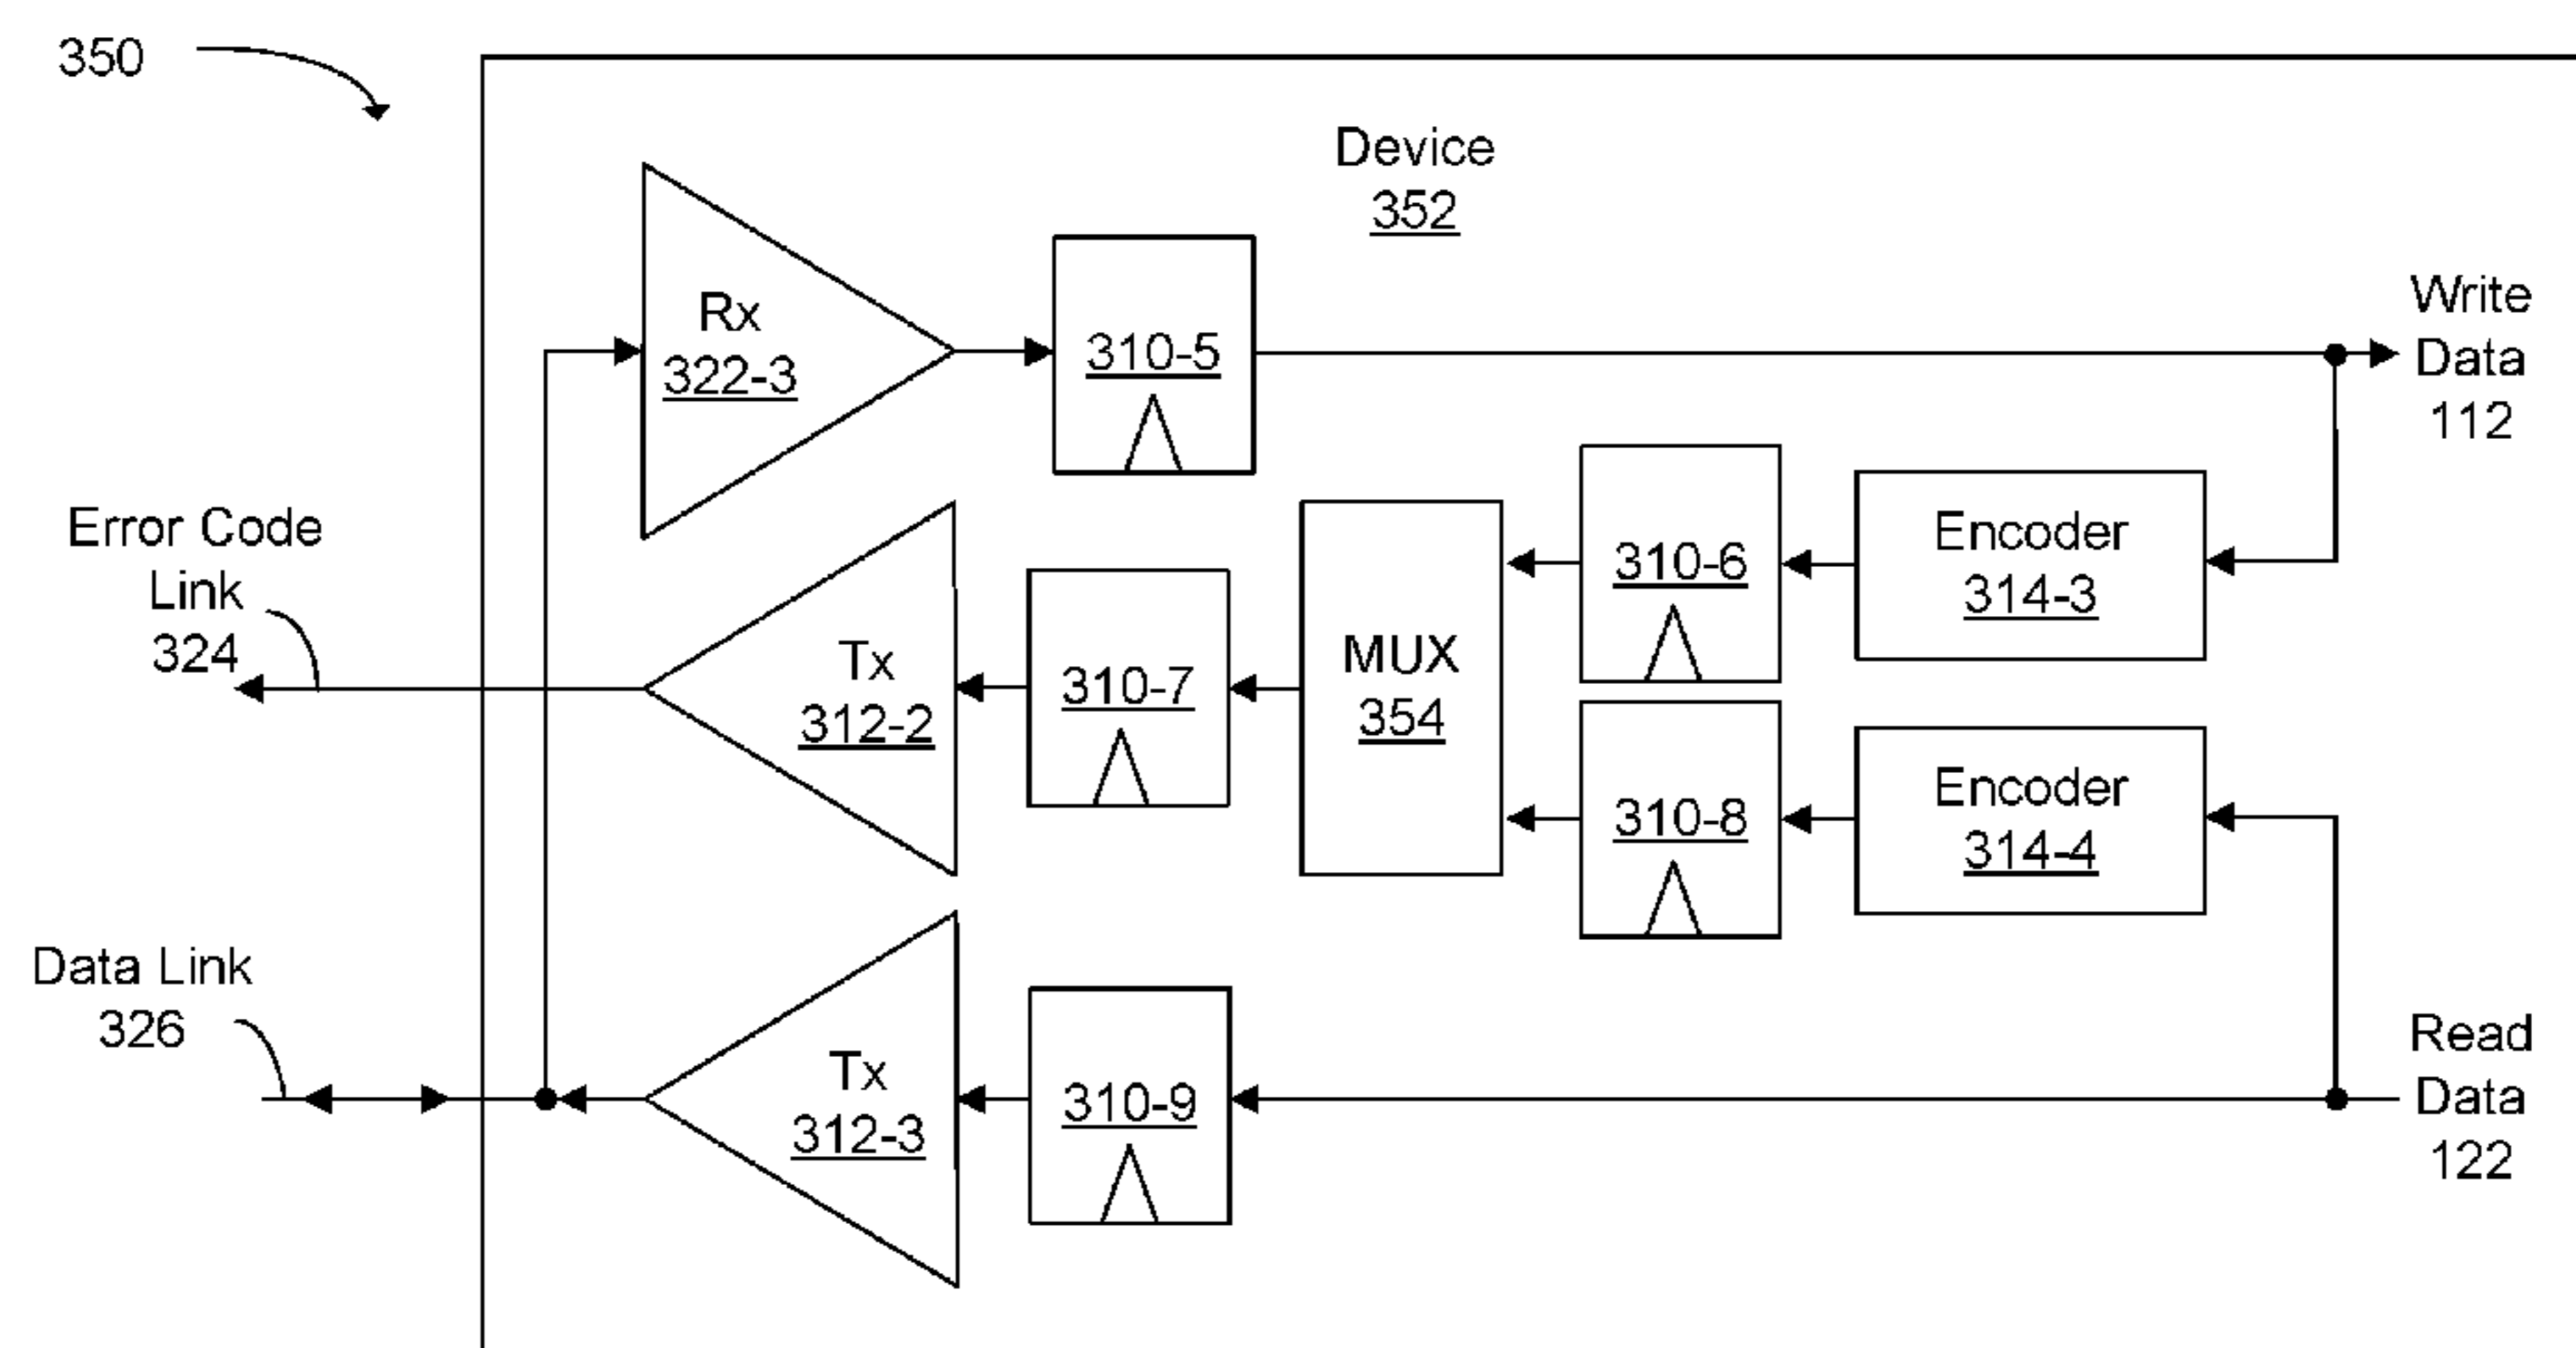 350
Device
352
Rx
322-3
310-5
Write
Data
112
Error Code
Link
324
Tx
312-2
310-7
MUX
354
310-6
Encoder
314-3
310-8
Encoder
314-4
Data Link
326
Tx
312-3
310-9
Read
Data
122